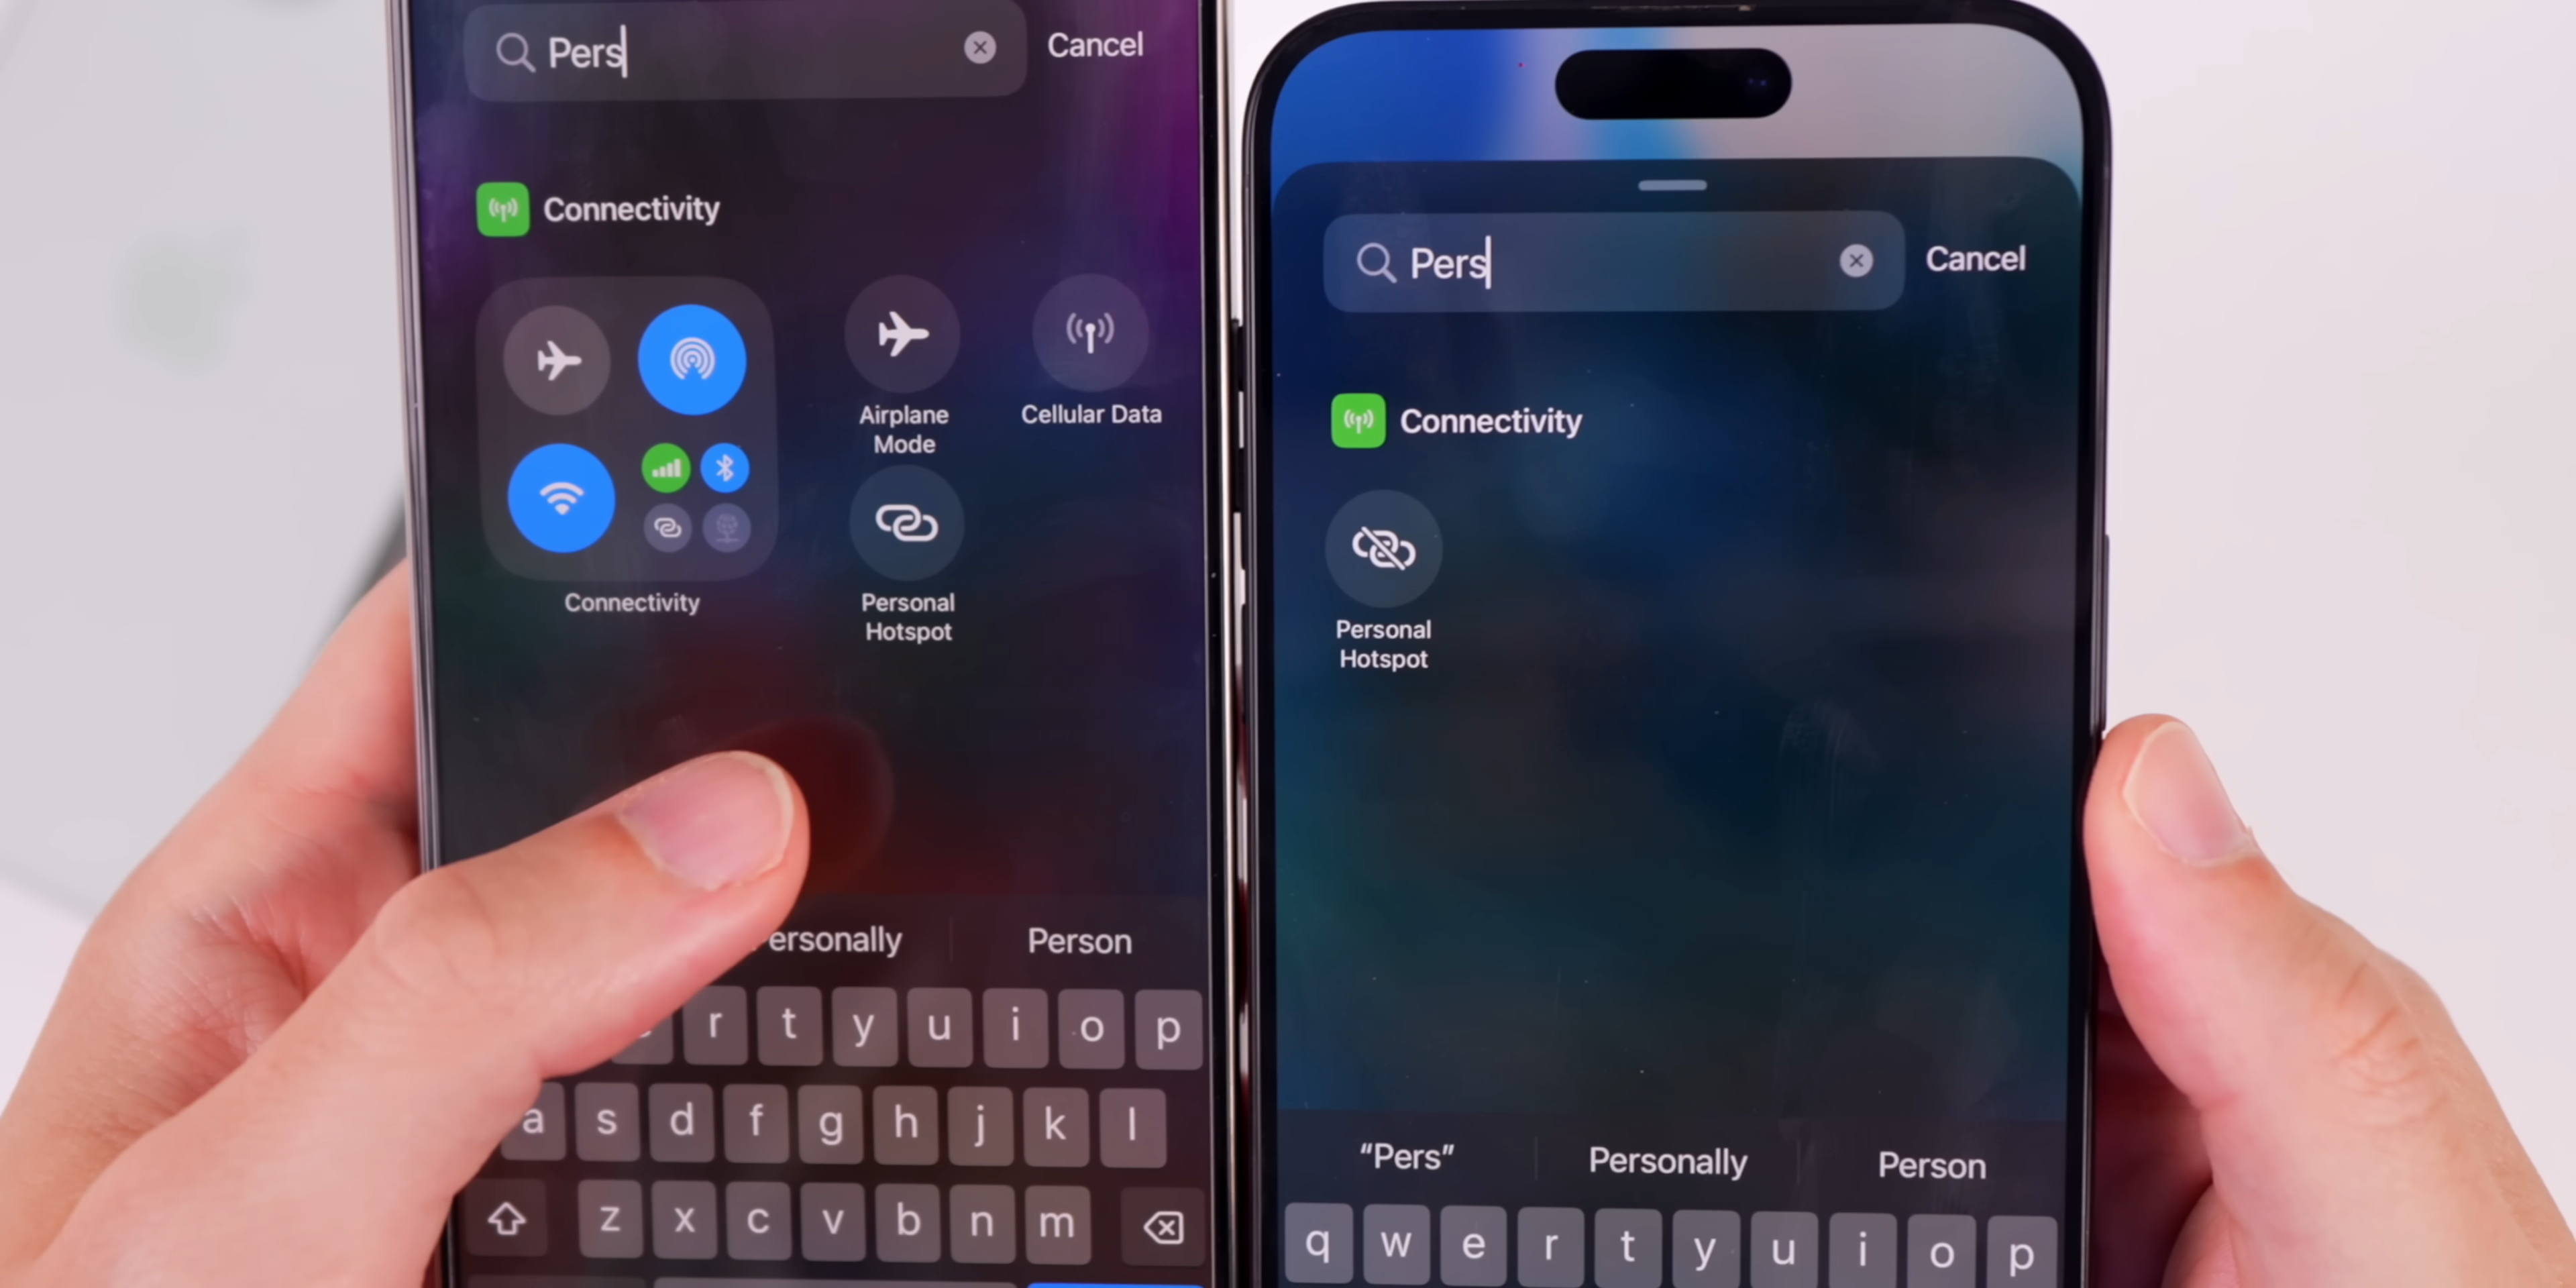 Pers
Cancel
Connectivity
Airplane
Mode
Cellular Data
Connectivity
Personal
Hotspot
Person
r t y u i o p
a s d f g h j k l
z x c v b n m
Pers
Cancel
Connectivity
Personal
Hotspot
“Pers” Personally Person
q w e r t y u i o p